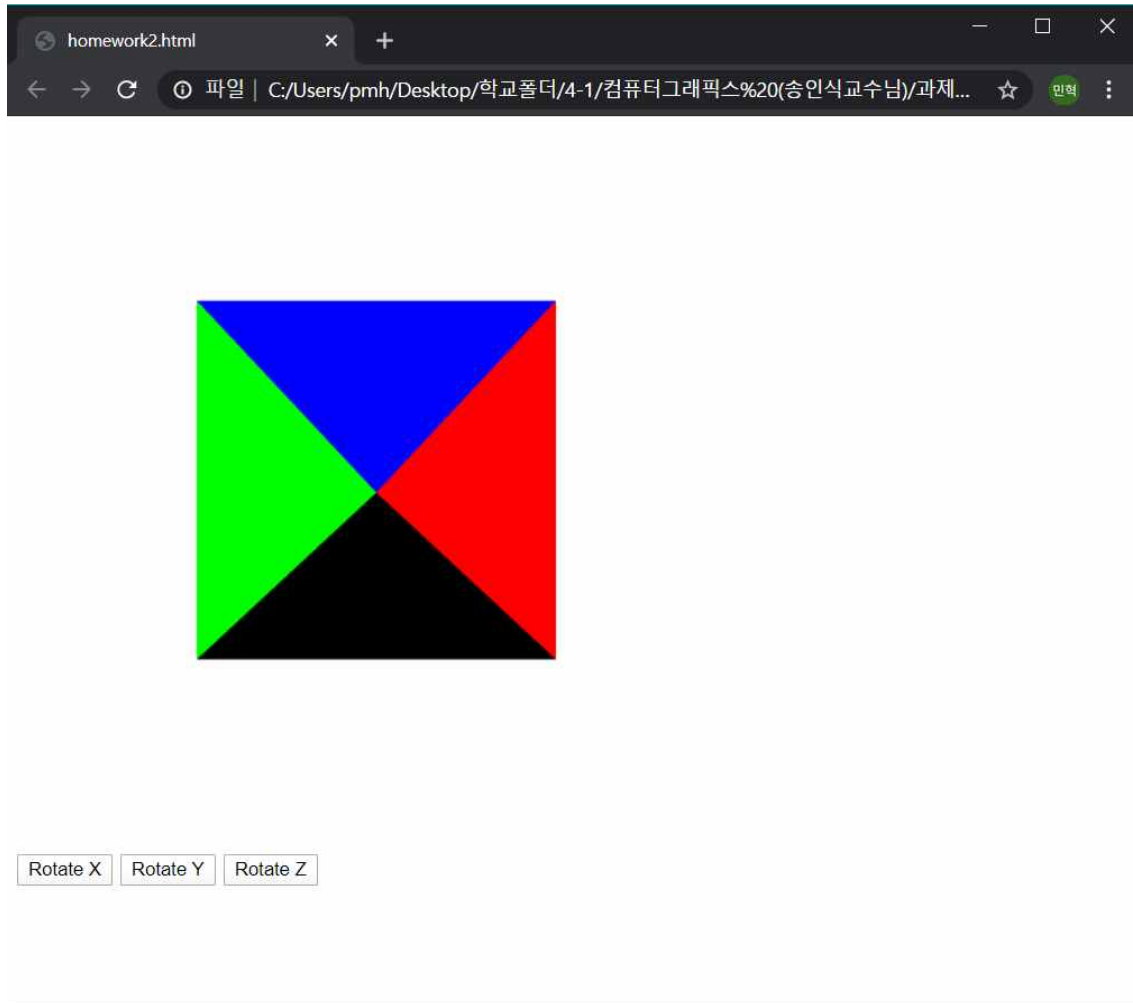 homework2.html
파일 | C:/Users/pmh/Desktop/학교폴더/4-1/컴퓨터그래픽스%20(송인식교수님)/과제...
민혁
Rotate X Rotate Y Rotate Z